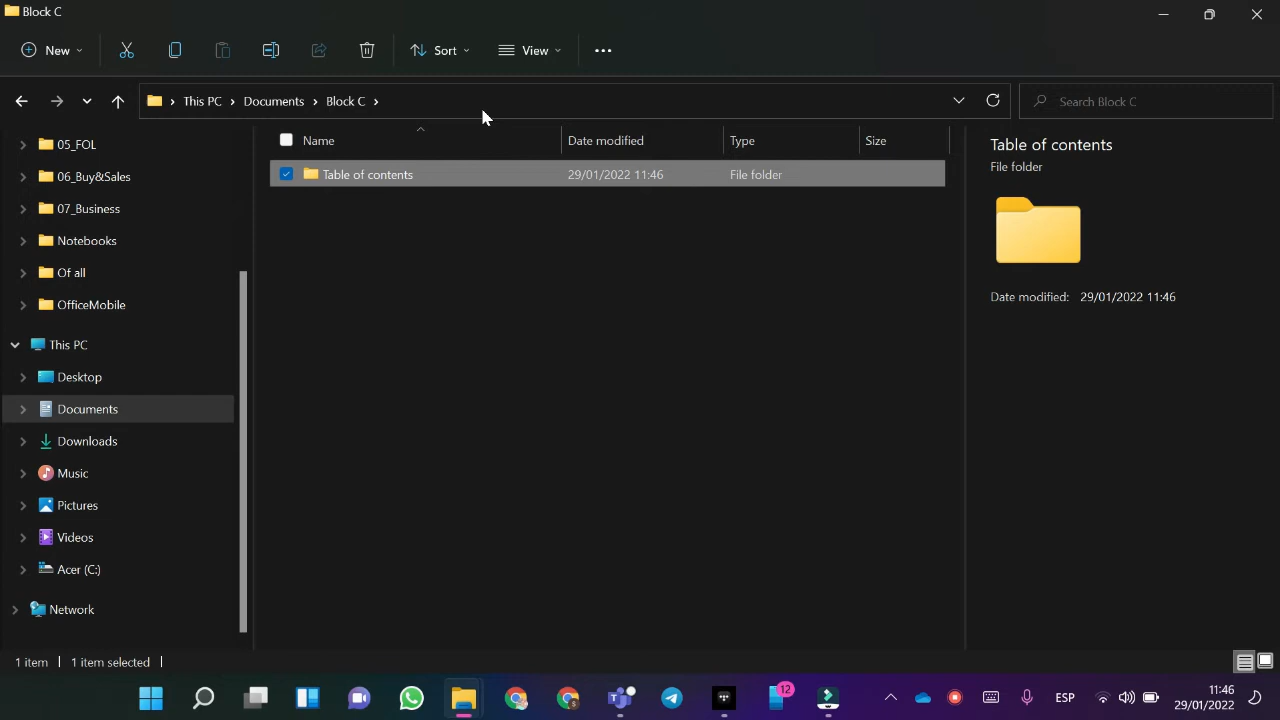 Block C
New
Sort
View
This PC
Documents
Block C
Search Block C
05_FOL
06_Buy&Sales
07_Business
Notebooks
Of all
OfficeMobile
This PC
Desktop
Documents
Downloads
Music
Pictures
Videos
Acer (C:)
Network
Name
Date modified
Type
Size
Table of contents
29/01/2022 11:46
File folder
Table of contents
File folder
Date modified: 29/01/2022 11:46
1 item
1 item selected
12
ESP
11:46
29/01/2022